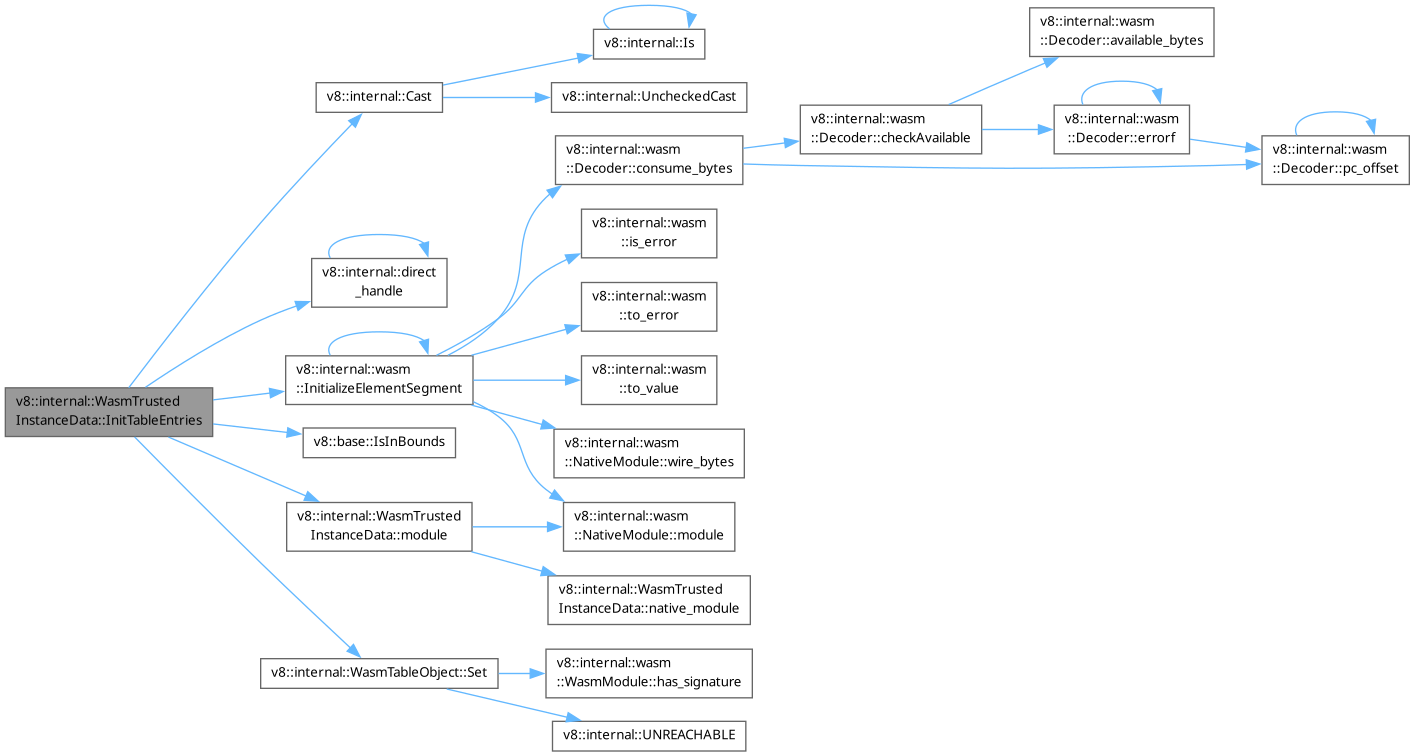 v8::internal::WasmTrusted
InstanceData::InitTableEntries
v8::internal::Cast
v8::internal::Is
v8::internal::UncheckedCast
v8::internal::direct
_handle
v8::internal::wasm
::InitializeElementSegment
v8::internal::wasm
::Decoder::consume_bytes
v8::internal::wasm
::Decoder::checkAvailable
v8::internal::wasm
::Decoder::available_bytes
v8::internal::wasm
::Decoder::errorf
v8::internal::wasm
::Decoder::pc_offset
v8::internal::wasm
::is_error
v8::internal::wasm
::to_error
v8::internal::wasm
::to_value
v8::internal::wasm
::NativeModule::wire_bytes
v8::internal::wasm
::NativeModule::module
v8::base::IsInBounds
v8::internal::WasmTrusted
InstanceData::module
v8::internal::WasmTrusted
InstanceData::native_module
v8::internal::WasmTableObject::Set
v8::internal::wasm
::WasmModule::has_signature
v8::internal::UNREACHABLE